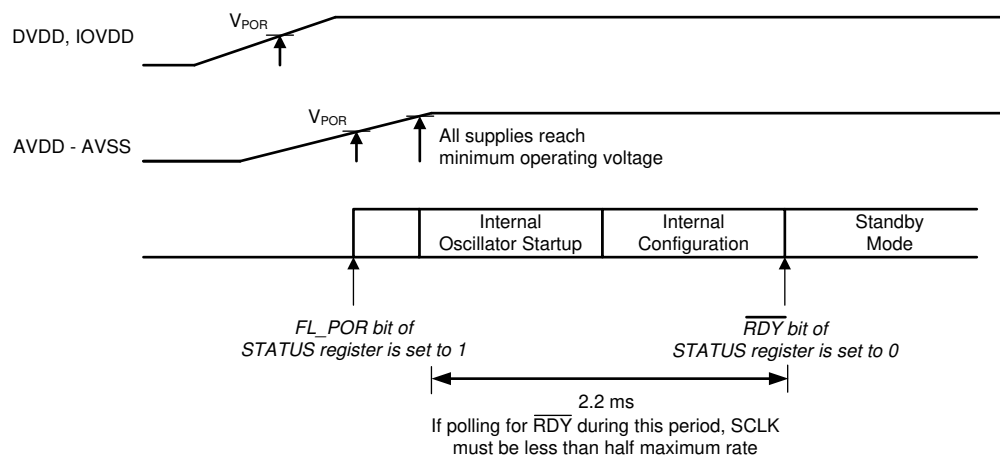 DVDD, IOVDD
VPOR
AVDD - AVSS
VPOR
All supplies reach
minimum operating voltage
Internal
Oscillator Startup
Internal
Configuration
Standby
Mode
FL_POR bit of
STATUS register is set to 1
RDY bit of
STATUS register is set to 0
2.2 ms
If polling for RDY during this period, SCLK
must be less than half maximum rate